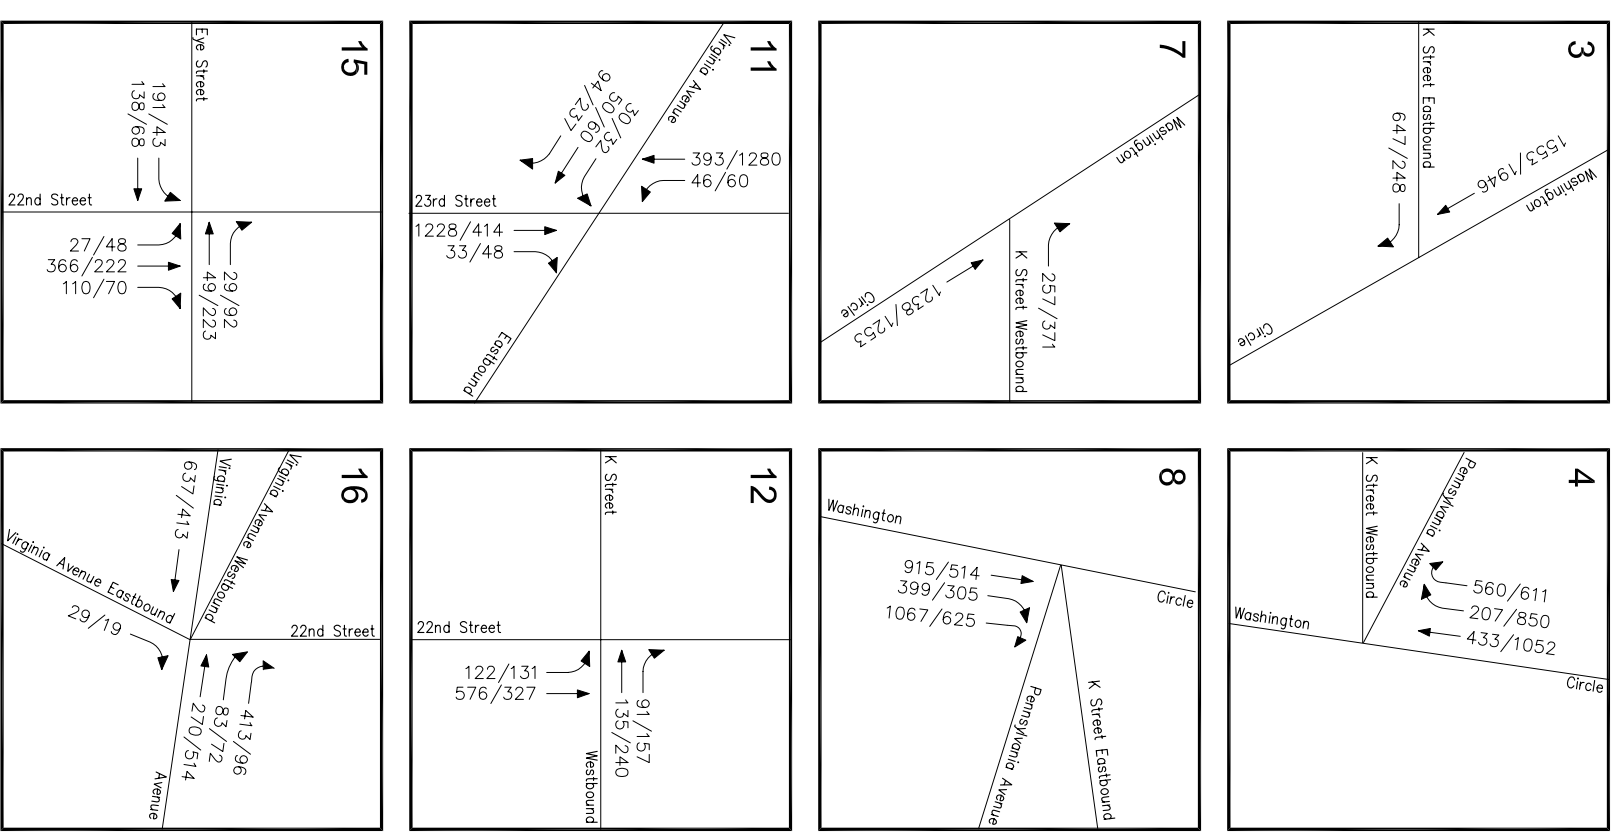 15
Eye Street
191/43
138/68
22nd Street
27/48
366/222
110/70
29/92
49/223
11
Virginia Avenue
94/237
50/60
30/32
393/1280
46/60
23rd Street
1228/414
33/48
Eastbound
7
Washington
Circle
1238/1253
K Street Westbound
257/371
3
K Street Eastbound
647/248
1553/1946
Washington
Circle
16
Virginia
Virginia Avenue Westbound
637/413
Virginia Avenue Eastbound
29/19
22nd Street
413/96
83/72
270/514
Avenue
12
K Street
22nd Street
122/131
576/327
91/157
135/240
Westbound
8
Washington
Circle
915/514
399/305
1067/625
Pennsylvania Avenue
K Street Eastbound
4
K Street Westbound
Pennsylvania Avenue
560/611
207/850
433/1052
Washington
Circle